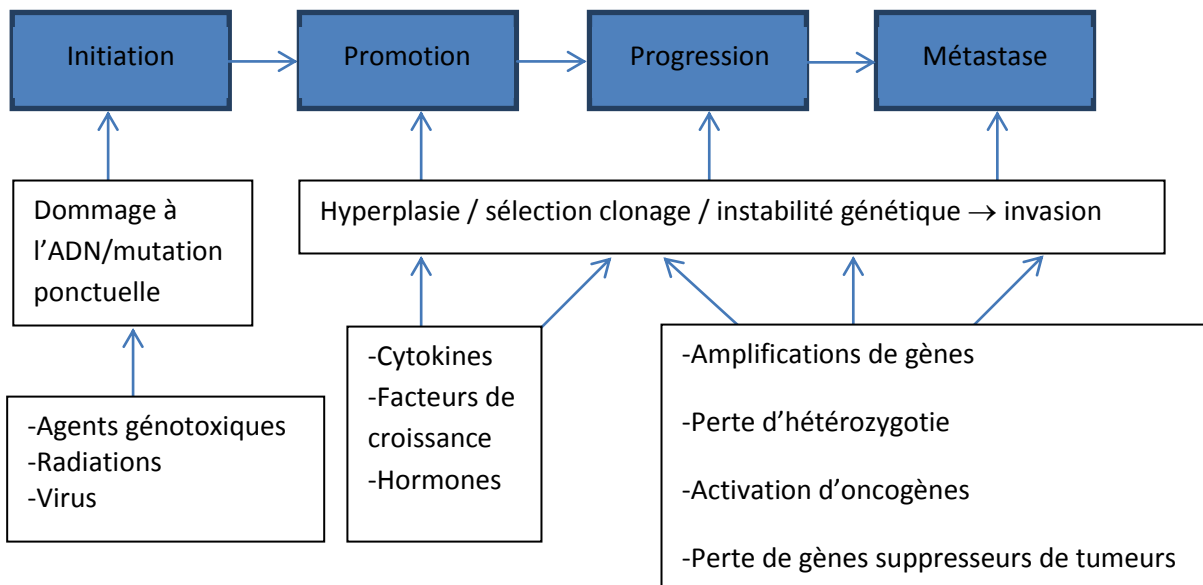 Initiation
Promotion
Progression
Métastase
Dommage à
l’ADN/mutation
ponctuelle
Hyperplasie / sélection clonage / instabilité génétique → invasion
-Agents génotoxiques
-Radiations
-Virus
-Cytokines
-Facteurs de
croissance
-Hormones
-Amplifications de gènes
-Perte d’hétérozygotie
-Activation d’oncogènes
-Perte de gènes suppresseurs de tumeurs